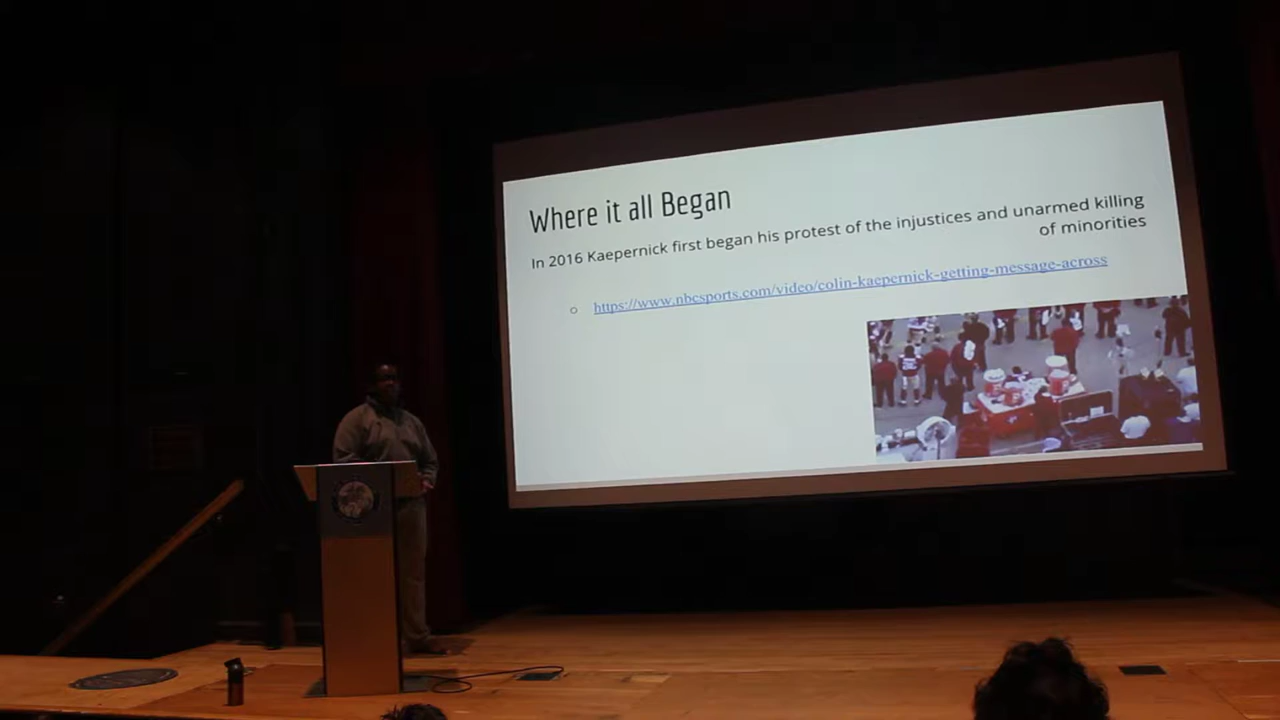 Where it all Began
In 2016 Kaepernick first began his protest of the injustices and unarmed killing
of minorities
https://www.nbcsports.com/video/colin-kaepernick-getting-message-across